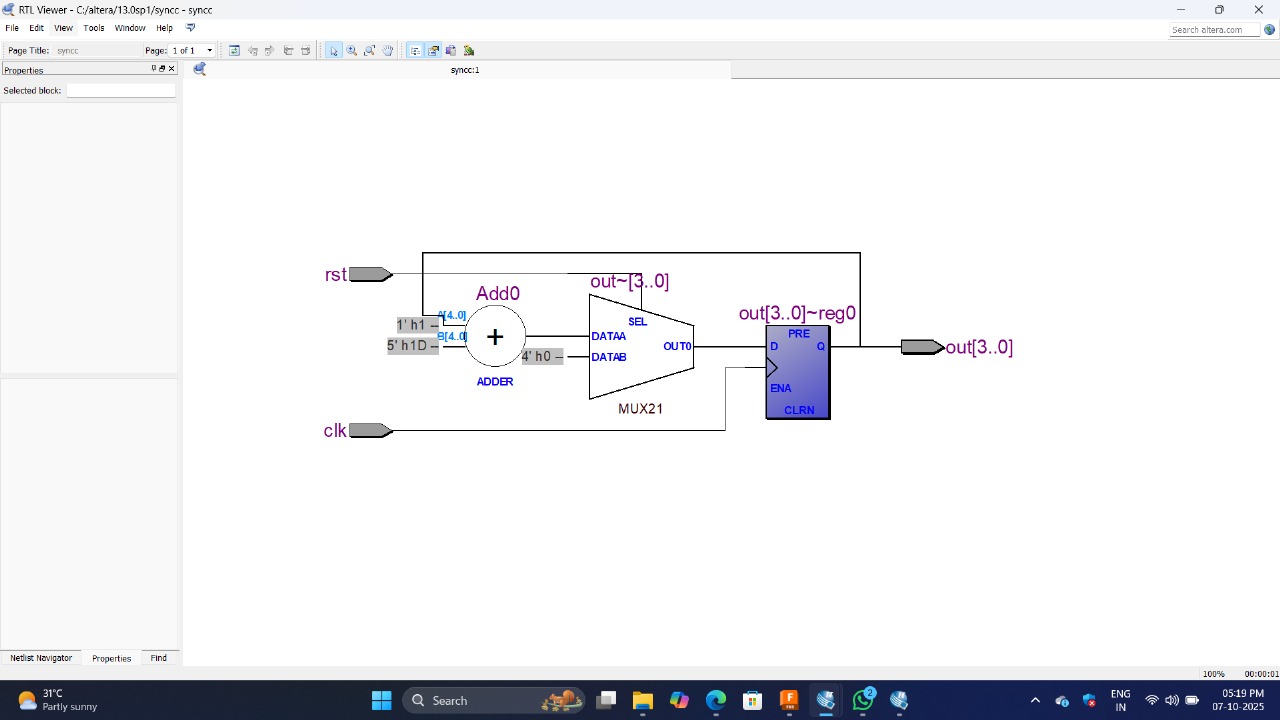 RTL Viewer - C:/altera/13.0sp1/syncc - syncc
File Edit View Tools Window Help
Search altera.com
Page Title: syncc Page: 1 of 1
Properties
syncc:1
Selected block:
rst
out~[3..0]
Add0
SEL
out[3..0]~reg0
A[4..0]
1' h1
PRE
B[4..0]
5' h1D
+
ADDER
DATAA
4' h0
DATAB
OUT0
MUX21
D
Q
ENA
CLRN
out[3..0]
clk
Netlist Navigator Properties Find
100% 00:00:01
31°C
Partly sunny
Search
2
ENG
IN
05:19 PM
07-10-2025